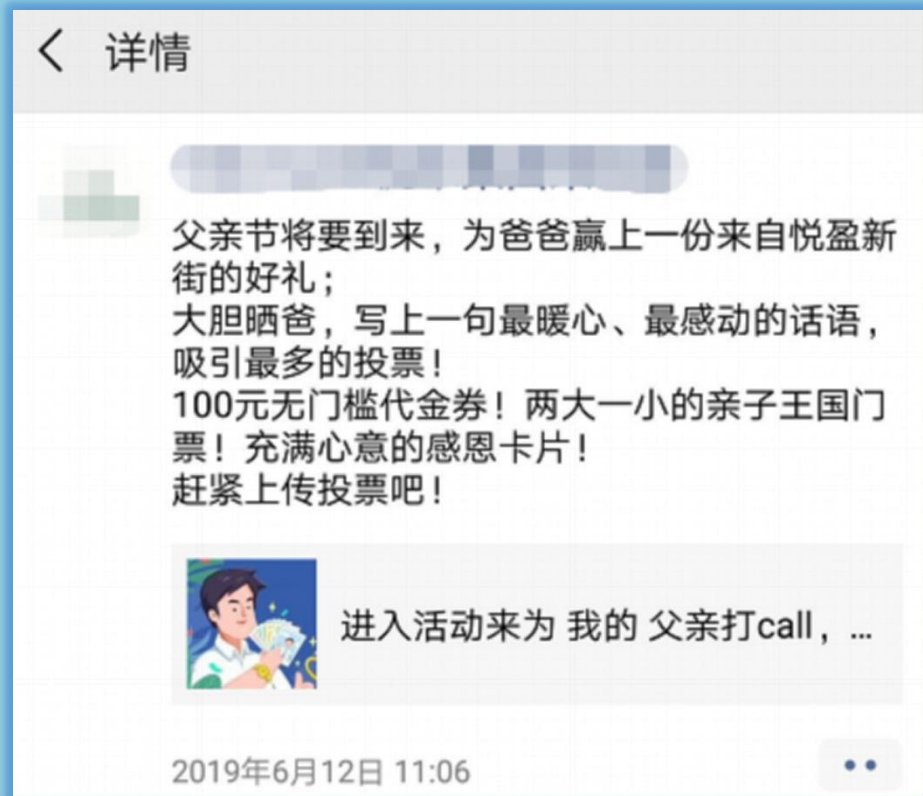 详情
父亲节将要到来，为爸爸赢上一份来自悦盈新
街的好礼；
大胆晒爸，写上一句最暖心、最感动的话语，
吸引最多的投票！
100元无门槛代金券！两大一小的亲子王国门
票！充满心意的感恩卡片！
赶紧上传投票吧！
进入活动来为 我的 父亲打call，...
2019年6月12日 11:06